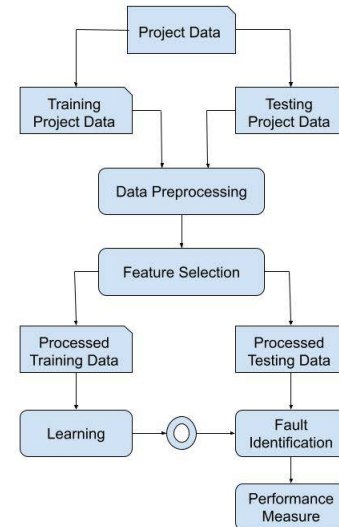 Project Data
Training
Project Data
Testing
Project Data
Data Preprocessing
Feature Selection
Processed
Training Data
Processed
Testing Data
Learning
Fault
Identification
Performance
Measure